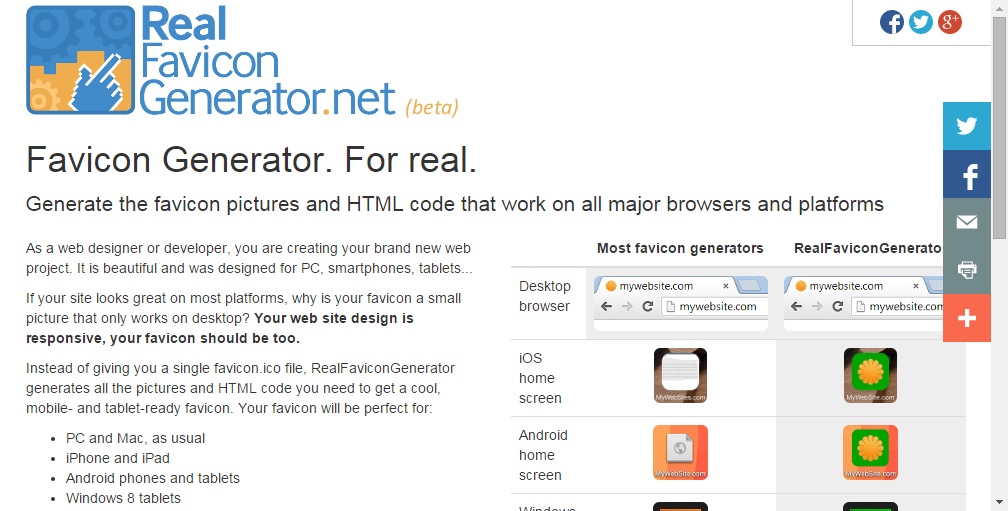 Real
Favicon
Generator.net (beta)
Favicon Generator. For real.
Generate the favicon pictures and HTML code that work on all major browsers and platforms
As a web designer or developer, you are creating your brand new web
project. It is beautiful and was designed for PC, smartphones, tablets...
If your site looks great on most platforms, why is your favicon a small
picture that only works on desktop? Your web site design is
responsive, your favicon should be too.
Instead of giving you a single favicon.ico file, RealFaviconGenerator
generates all the pictures and HTML code you need to get a cool,
mobile- and tablet-ready favicon. Your favicon will be perfect for:
• PC and Mac, as usual
• iPhone and iPad
• Android phones and tablets
• Windows 8 tablets
Most favicon generators RealFaviconGenerato
Desktop
browser
mywebsite.com
mywebsite.com
mywebsite.com
mywebsite.com
iOS
home
screen
MyWebSites.com
MyWebSite.com
Android
home
screen
MyWebSite.com
MyWebSite.com
Windows